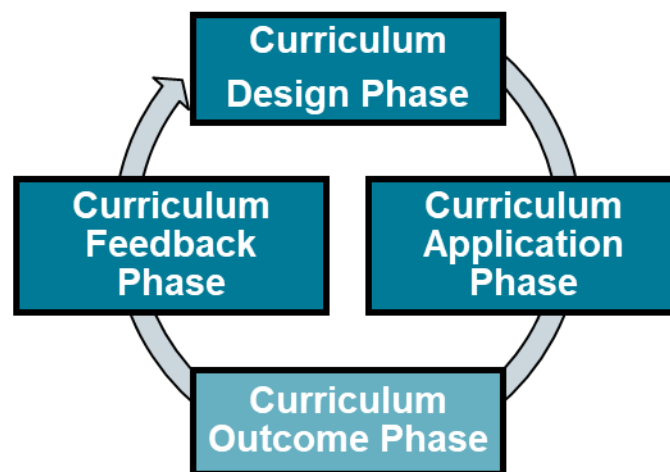 Curriculum
Design Phase
Curriculum
Feedback
Phase
Curriculum
Application
Phase
Curriculum
Outcome Phase